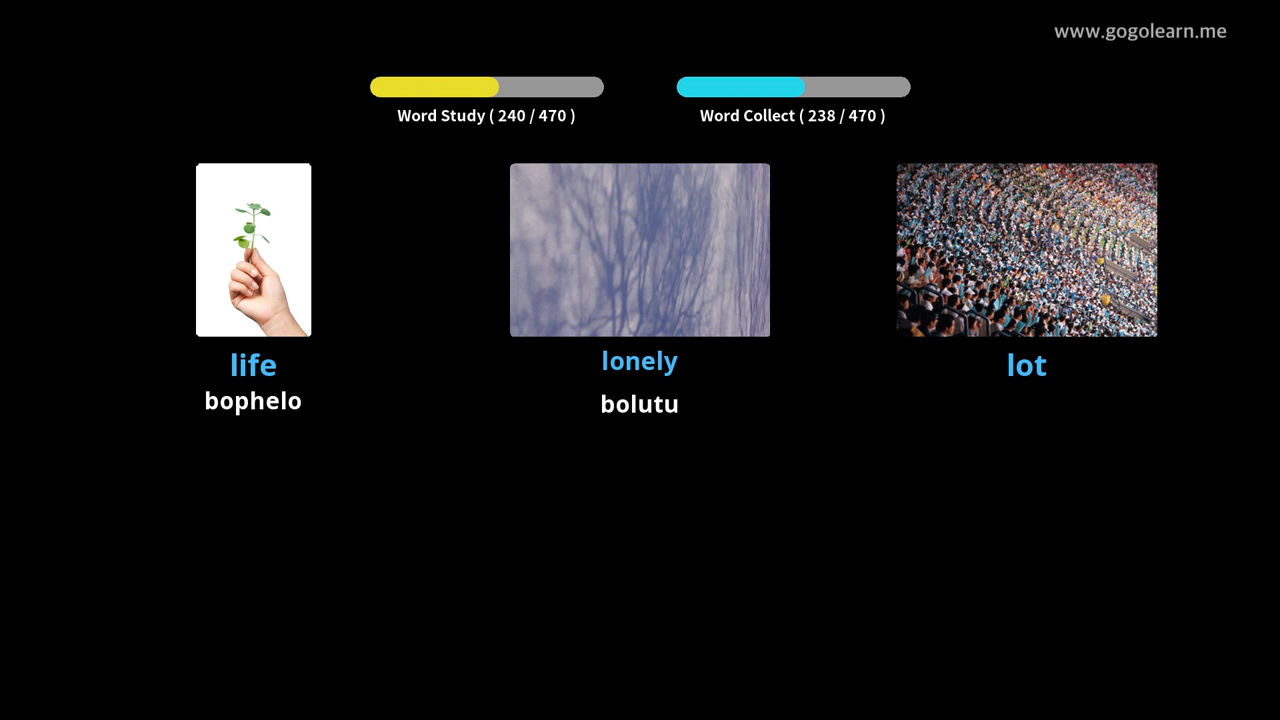 www.gogolearn.me
Word Study ( 240 / 470 )
Word Collect ( 238 / 470 )
life
bophelo
lonely
bolutu
lot